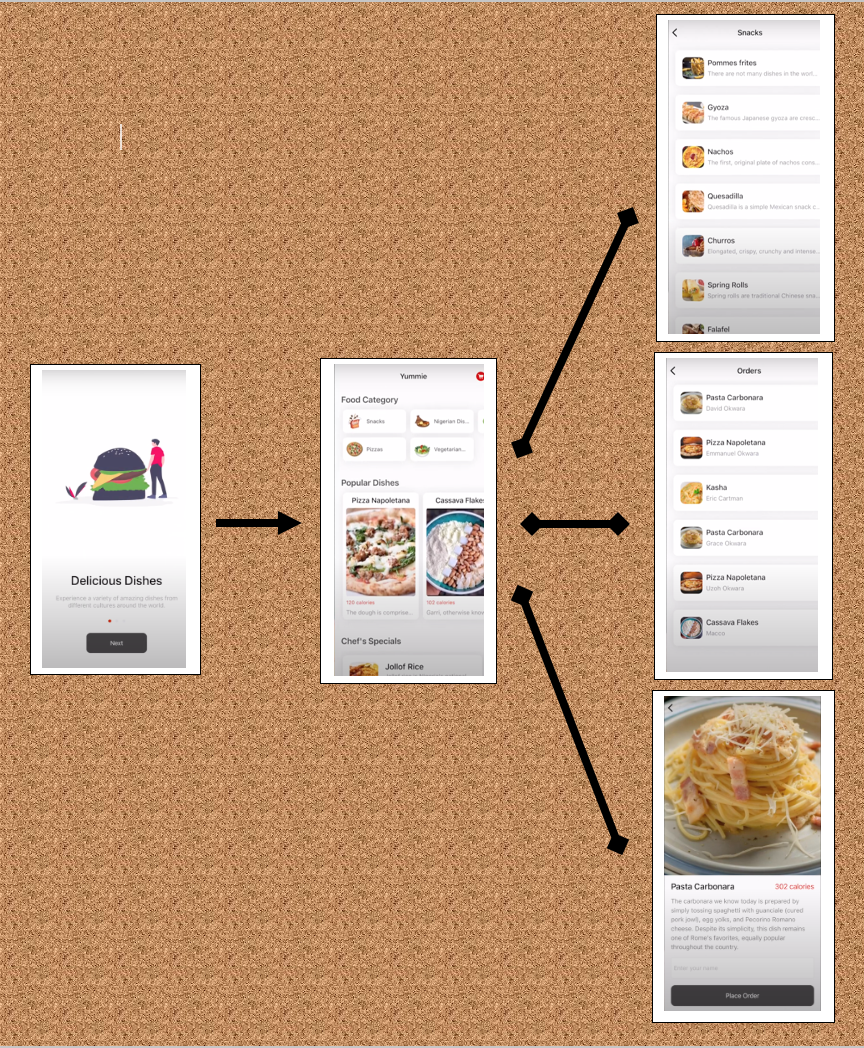 Delicious Dishes
Experience a variety of amazing dishes from
different cultures around the world.
Next
Yummie
Food Category
Snacks
Nigerian Dis...
Pizzas
Vegetarian...
Popular Dishes
Pizza Napoletana
Cassava Flakes
193 calories
The dough is comprise...
Garri, otherwise know
Chef's Specials
Jollof Rice
Snacks
Pommes frites
There are not many dishes in the worl...
Gyoza
The famous Japanese gyoza are cresc...
Nachos
The first, original plate of nachos cons...
Quesadilla
Quesadilla is a simple Mexican snack c...
Churros
Elongated, crispy, crunchy and intense...
Spring Rolls
Spring rolls are traditional Chinese sna...
Falafel
Orders
Pasta Carbonara
David Okwara
Pizza Napoletana
Emmanuel Okwara
Kasha
Eric Cartman
Pasta Carbonara
Grace Okwara
Pizza Napoletana
Uzoh Okwara
Cassava Flakes
Macco
Pasta Carbonara
302 calories
The carbonara we know today is prepared by
simply tossing spaghetti with guanciale (cured
pork jowl), egg yolks, and Pecorino Romano
cheese. Despite its simplicity, this dish remains
one of Rome's favorites, equally popular
throughout the country.
Enter your name
Place Order